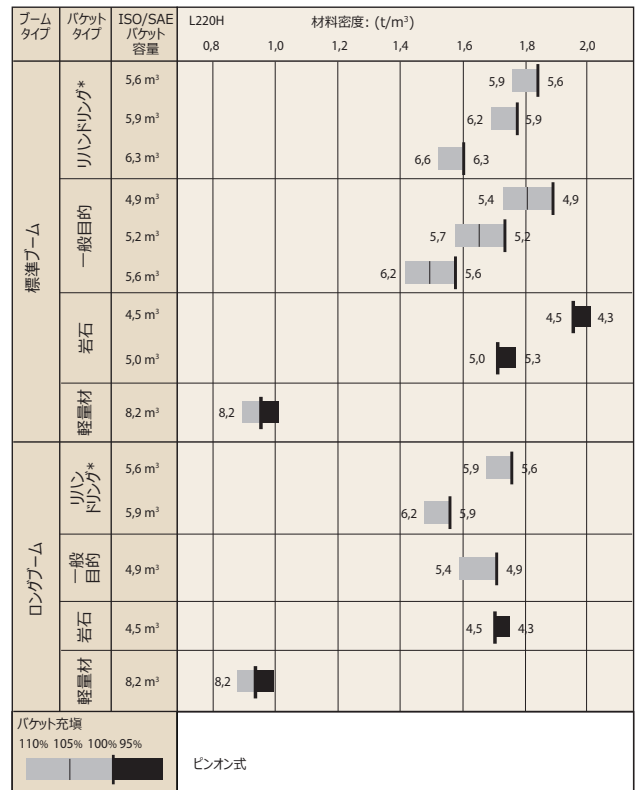 ブーム
タイプ
バケット
タイプ
ISO/SAE
バケット
容量
L220H
材料密度: (t/m³)
0,8 1,0 1,2 1,4 1,6 1,8 2,0
標準ブーム
リハンドリング*
5,6 m³ 5,9 5,6
5,9 m³ 6,2 5,9
6,3 m³ 6,6 6,3
一般目的
4,9 m³ 5,4 4,9
5,2 m³ 5,7 5,2
5,6 m³ 6,2 5,6
岩石
4,5 m³ 4,5 4,3
5,0 m³ 5,0 5,3
軽量材
8,2 m³ 8,2
ロングブーム
リハン
ドリング*
5,6 m³ 5,9 5,6
5,9 m³ 6,2 5,9
一般
目的
4,9 m³ 5,4 4,9
岩石
4,5 m³ 4,5 4,3
軽量材
8,2 m³ 8,2
バケット充填
110% 105% 100% 95%
ピンオン式